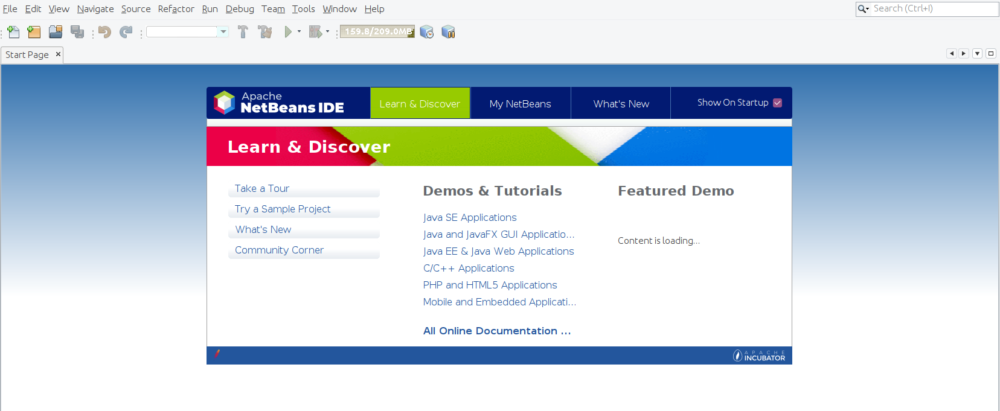 File Edit View Navigate Source Refactor Run Debug Team Tools Window Help
Search (Ctrl+I)
159.8/209.0MB
Start Page
Apache
NetBeans IDE
Learn & Discover
My NetBeans
What's New
Show On Startup
Learn & Discover
Take a Tour
Try a Sample Project
What's New
Community Corner
Demos & Tutorials
Java SE Applications
Java and JavaFX GUI Applicatio...
Java EE & Java Web Applications
C/C++ Applications
PHP and HTML5 Applications
Mobile and Embedded Applicati...
All Online Documentation ...
Featured Demo
Content is loading...
APACHE
INCUBATOR